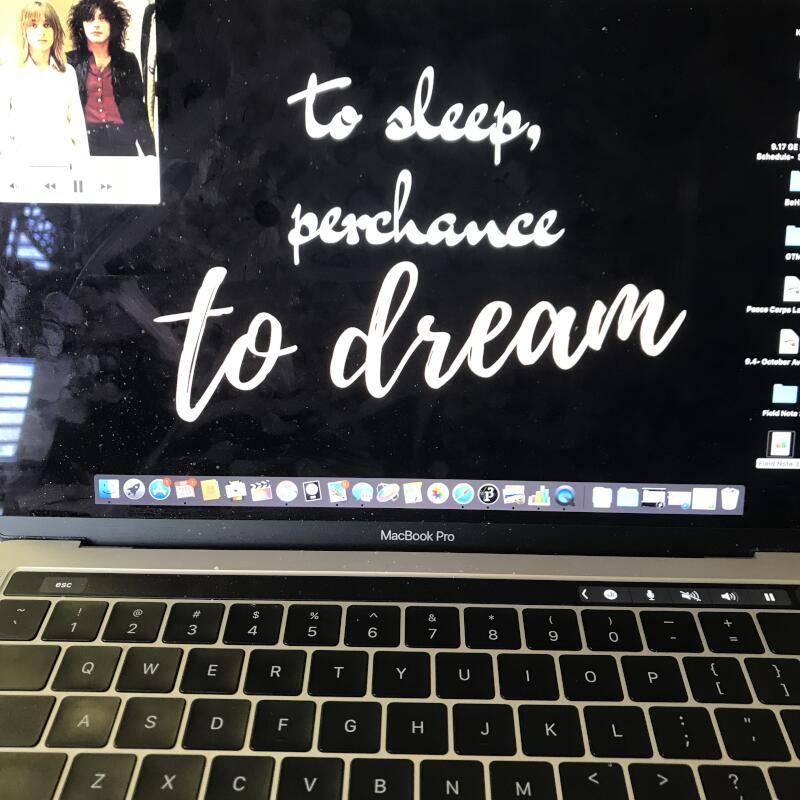 to sleep,
perchance
to dream
9.17 GE
Schedule-
GTM
Peace Corps
9.4- October
Field Note
Field Note
MacBook Pro
esc
~ ! @ # $ % ^ & * ( ) — +
` 1 2 3 4 5 6 7 8 9 0 - =
Q W E R T Y U I O P { }
[ ]
A S D F G H J K L : "
; '
Z X C V B N M < > ?